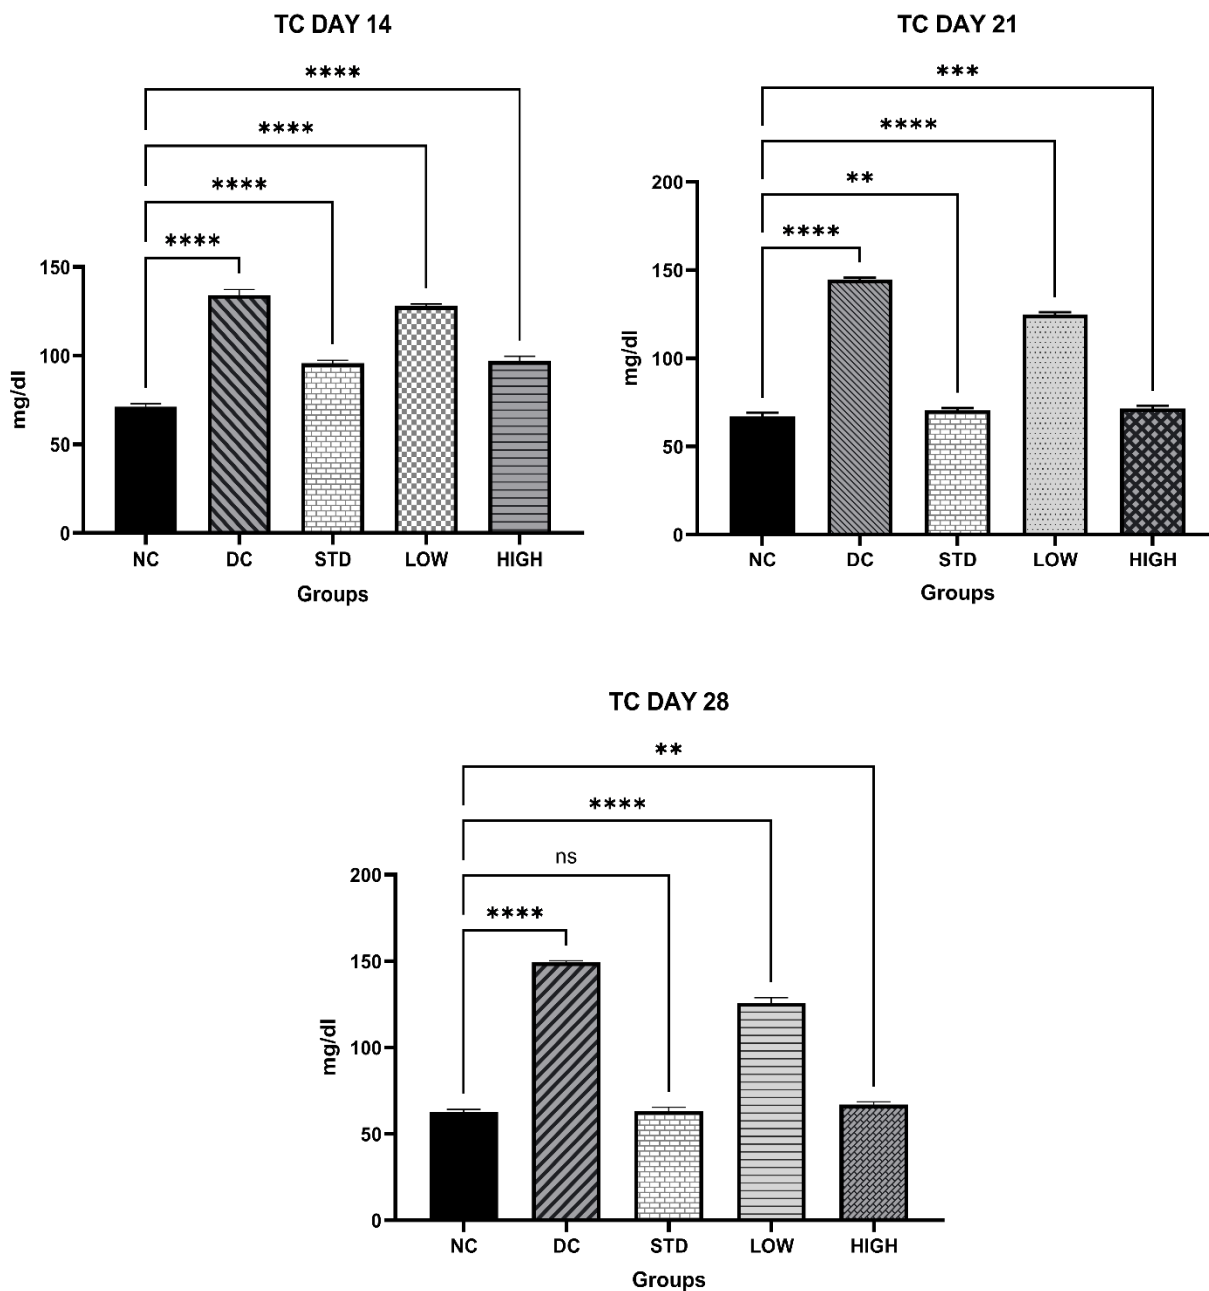 TC DAY 14
****
****
****
****
150
100
50
0
mg/dl
NC DC STD LOW HIGH
Groups
TC DAY 21
***
****
**
****
200
150
100
50
0
mg/dl
NC DC STD LOW HIGH
Groups
TC DAY 28
**
****
ns
****
200
150
100
50
0
mg/dl
NC DC STD LOW HIGH
Groups